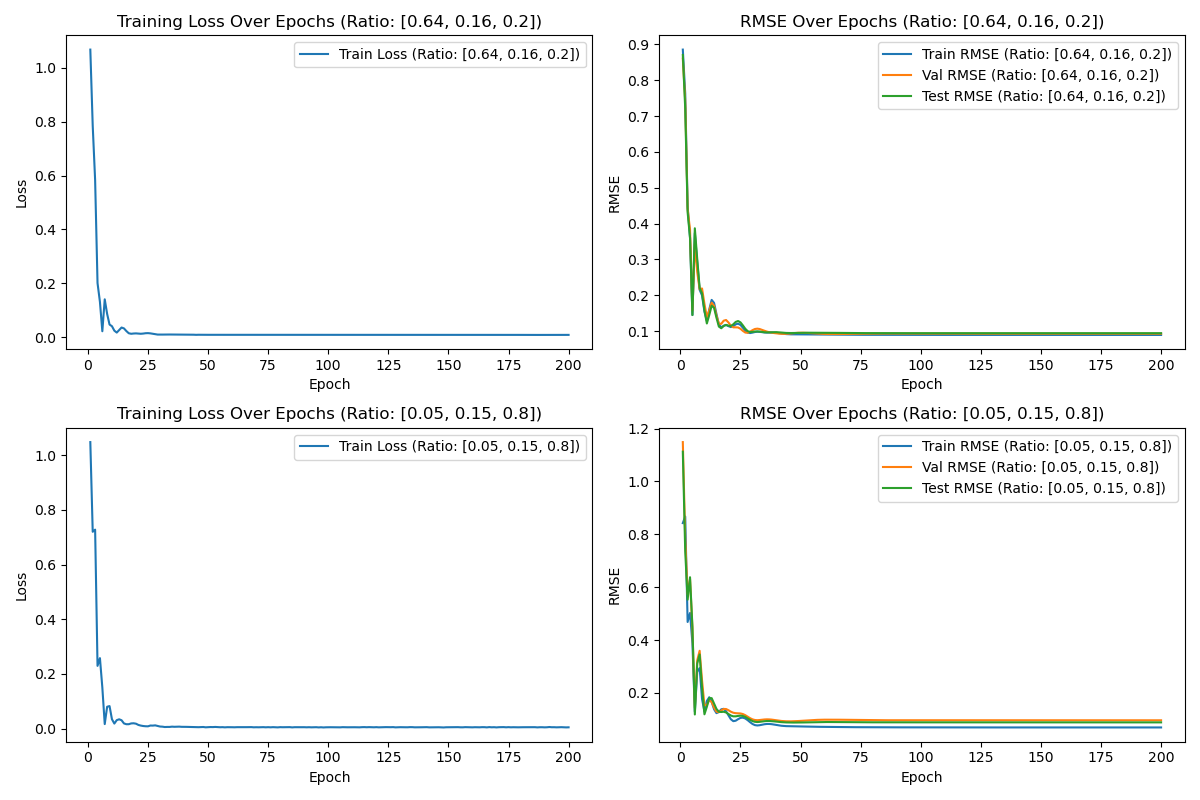 Training Loss Over Epochs (Ratio: [0.64, 0.16, 0.2])
Train Loss (Ratio: [0.64, 0.16, 0.2])
1.0
0.8
0.6
0.4
0.2
0.0
Loss
0 25 50 75 100 125 150 175 200
Epoch
RMSE Over Epochs (Ratio: [0.64, 0.16, 0.2])
Train RMSE (Ratio: [0.64, 0.16, 0.2])
Val RMSE (Ratio: [0.64, 0.16, 0.2])
Test RMSE (Ratio: [0.64, 0.16, 0.2])
0.9
0.8
0.7
0.6
0.5
0.4
0.3
0.2
0.1
RMSE
0 25 50 75 100 125 150 175 200
Epoch
Training Loss Over Epochs (Ratio: [0.05, 0.15, 0.8])
Train Loss (Ratio: [0.05, 0.15, 0.8])
1.0
0.8
0.6
0.4
0.2
0.0
Loss
0 25 50 75 100 125 150 175 200
Epoch
RMSE Over Epochs (Ratio: [0.05, 0.15, 0.8])
Train RMSE (Ratio: [0.05, 0.15, 0.8])
Val RMSE (Ratio: [0.05, 0.15, 0.8])
Test RMSE (Ratio: [0.05, 0.15, 0.8])
1.2
1.0
0.8
0.6
0.4
0.2
RMSE
0 25 50 75 100 125 150 175 200
Epoch